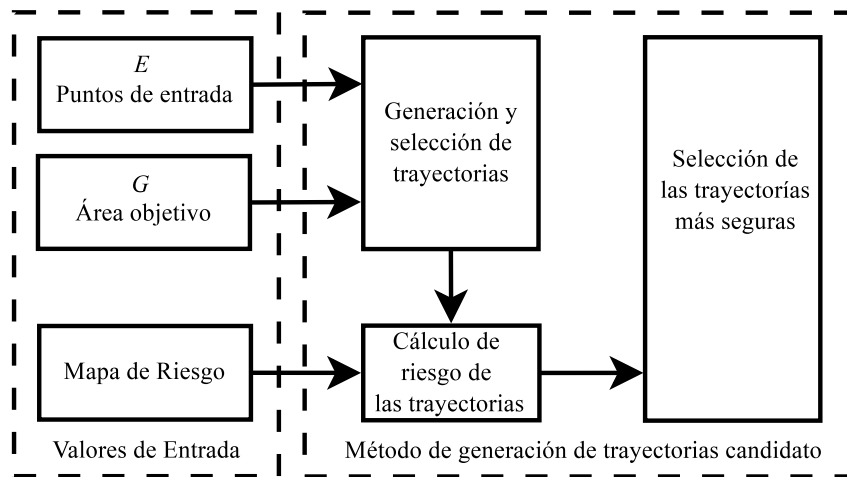 E
Puntos de entrada
G
Área objetivo
Mapa de Riesgo
Valores de Entrada
Generación y
selección de
trayectorias
Cálculo de
riesgo de
las trayectorias
Selección de
las trayectorías
más seguras
Método de generación de trayectorias candidato